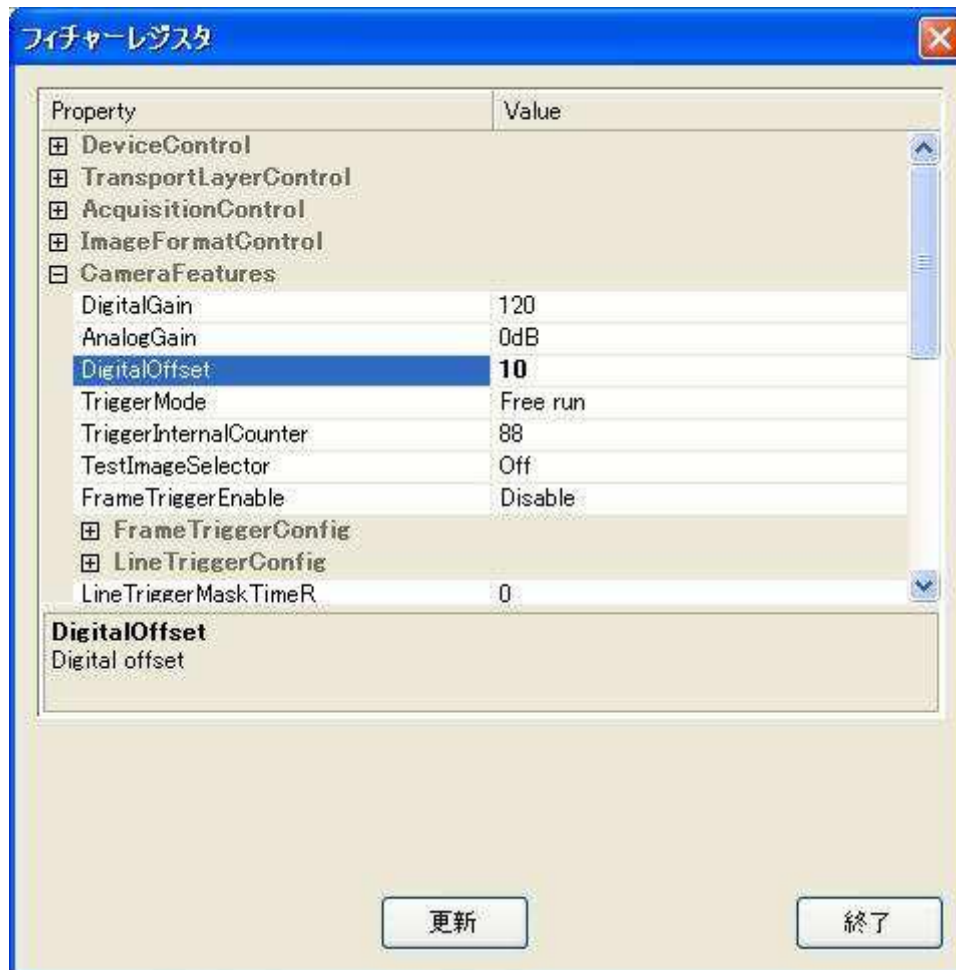 フィチャーレジスタ
Property Value
DeviceControl
TransportLayerControl
AcquisitionControl
ImageFormatControl
CameraFeatures
DigitalGain 120
AnalogGain 0dB
DigitalOffset 10
TriggerMode Free run
TriggerInternalCounter 88
TestImageSelector Off
FrameTriggerEnable Disable
FrameTriggerConfig
LineTriggerConfig
LineTriggerMaskTimeR 0
DigitalOffset
Digital offset
更新 終了